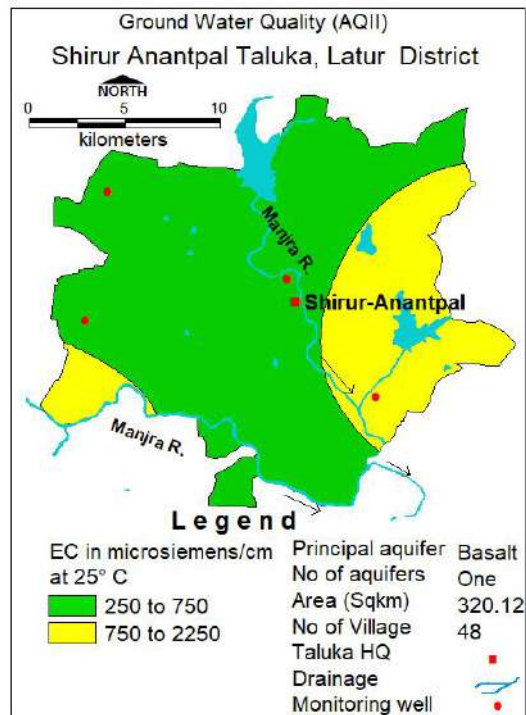 Ground Water Quality (AQII)
Shirur Anantpal Taluka, Latur District
NORTH
0 5 10
kilometers
Manjra R.
Shirur-Anantpal
Manjra R.
Legend
EC in microsiemens/cm
at 25° C
250 to 750
750 to 2250
Principal aquifer Basalt
No of aquifers One
Area (Sqkm) 320.12
No of Village 48
Taluka HQ
Drainage
Monitoring well